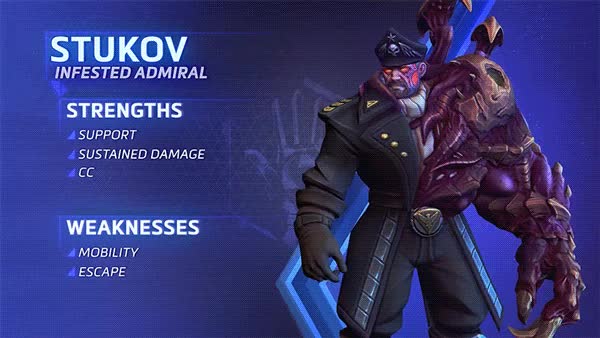 STUKOV
INFESTED ADMIRAL
STRENGTHS
SUPPORT
SUSTAINED DAMAGE
CC
WEAKNESSES
MOBILITY
ESCAPE